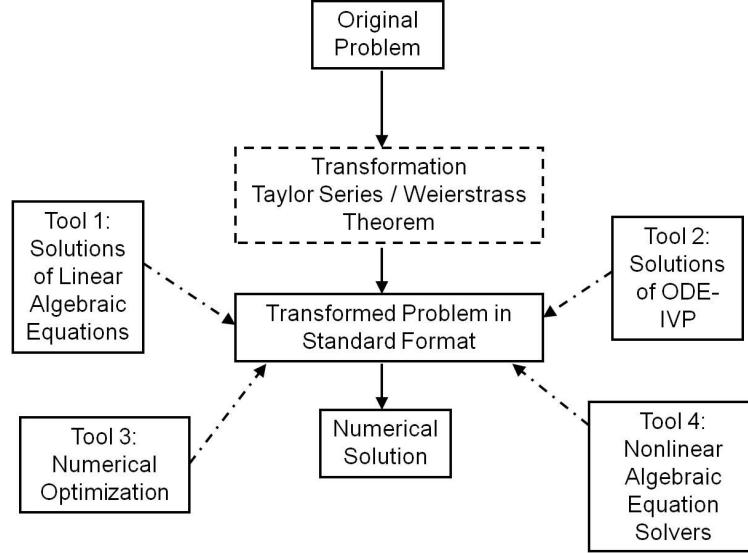 Original
Problem
Transformation
Taylor Series / Weierstrass
Theorem
Tool 1:
Solutions
of Linear
Algebraic
Equations
Tool 2:
Solutions
of ODE-
IVP
Transformed Problem in
Standard Format
Tool 3:
Numerical
Optimization
Numerical
Solution
Tool 4:
Nonlinear
Algebraic
Equation
Solvers